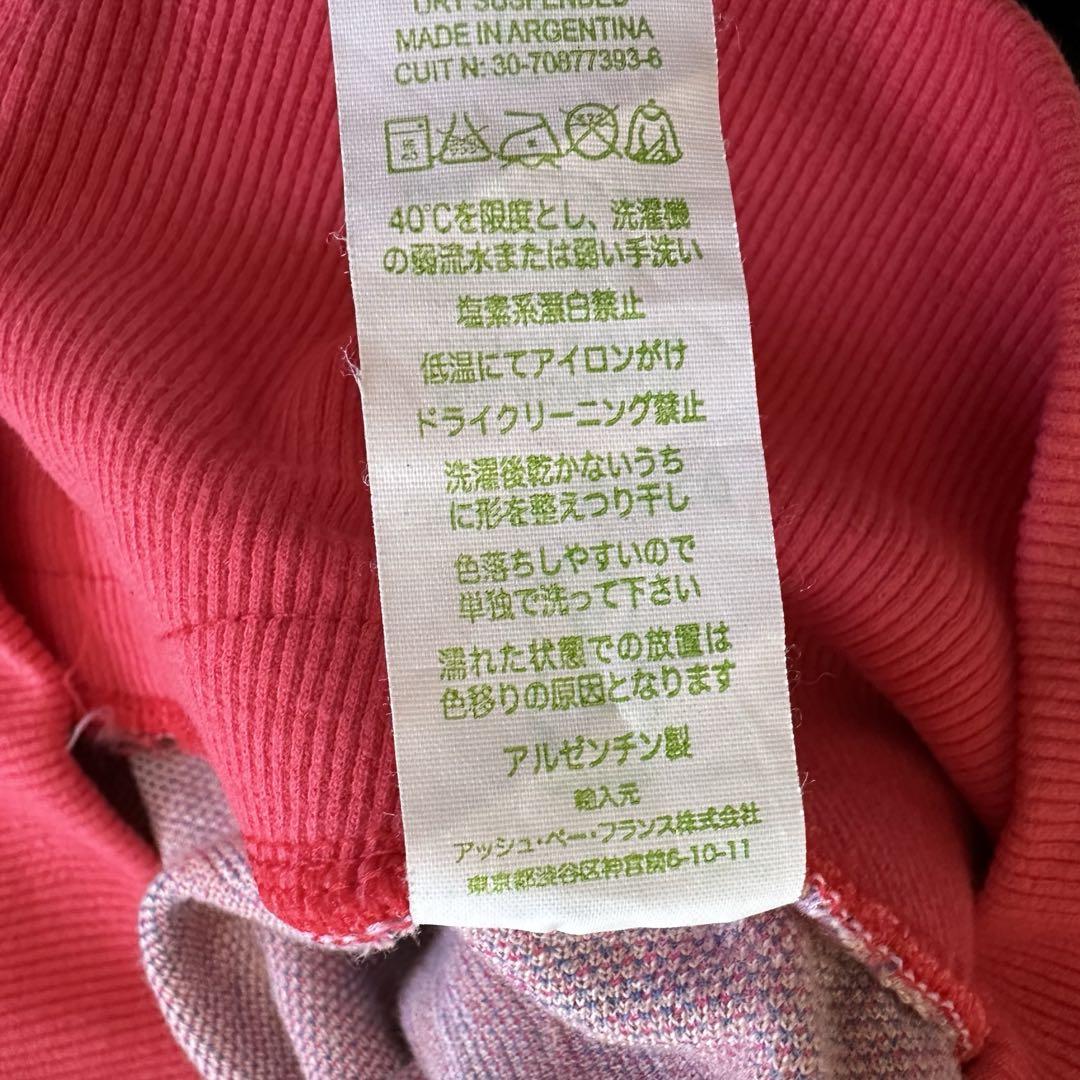 DRY SUSPENDED
MADE IN ARGENTINA
CUIT N: 30-70877393-6
40℃を限度とし、洗濯機
の弱流水または弱い手洗い
塩素系漂白禁止
低温にてアイロンがけ
ドライクリーニング禁止
洗濯後乾かないうち
に形を整えつり干し
色落ちしやすいので
単独で洗って下さい
濡れた状態での放置は
色移りの原因となります
アルゼンチン製
輸入元
アッシュ・ペー・フランス株式会社
東京都渋谷区神宮前6-10-11